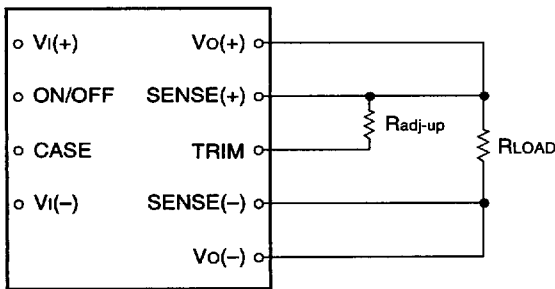 VI(+)
VO(+)
ON/OFF
SENSE(+)
Radj-up
CASE
TRIM
RLOAD
VI(–)
SENSE(–)
VO(–)